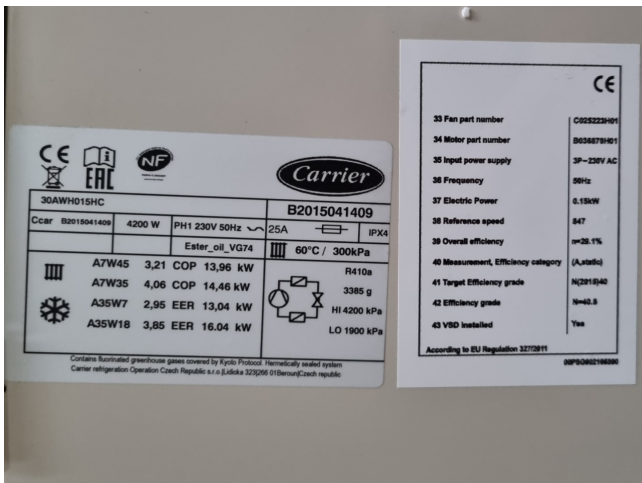 CE
EAC
NF
Carrier
30AWH015HC
B2015041409
Ccar B2015041409 4200 W PH1 230V 50Hz 25A IPX4
Ester_oil_VG74 60°C / 300kPa
A7W45 3,21 COP 13,96 kW
A7W35 4,06 COP 14,46 kW
A35W7 2,95 EER 13,04 kW
A35W18 3,85 EER 16.04 kW
R410a
3385 g
HI 4200 kPa
LO 1900 kPa
Contains fluorinated greenhouse gases covered by Kyoto Protocol. Hermetically sealed system
Carrier refrigeration Operation Czech Republic s.r.o.|Lidicka 323|266 01Beroun|Czech republic
CE
33 Fan part number C025223H01
34 Motor part number B035575H01
35 Input power supply 3P~230V AC
36 Frequency 50Hz
37 Electric Power 0.15kW
38 Reference speed 847
39 Overall efficiency
40 Measurement, Efficiency category (A,static)
41 Target Efficiency grade N(2015)40
42 Efficiency grade
43 VSD installed Yes
According to EU Regulation 327/2011